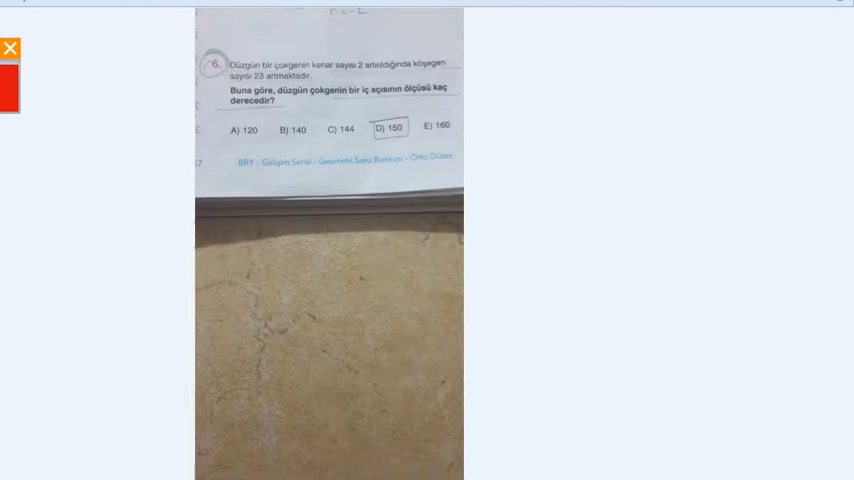 6. Düzgün bir çokgenin kenar sayısı 2 artırıldığında köşegen
sayısı 23 artmaktadır.
Buna göre, düzgün çokgenin bir iç açısının ölçüsü kaç
derecedir?
A) 120 B) 140 C) 144 D) 150 E) 160
7 BRY - Gelişim Serisi - Geometri Soru Bankası - Orta Düzey